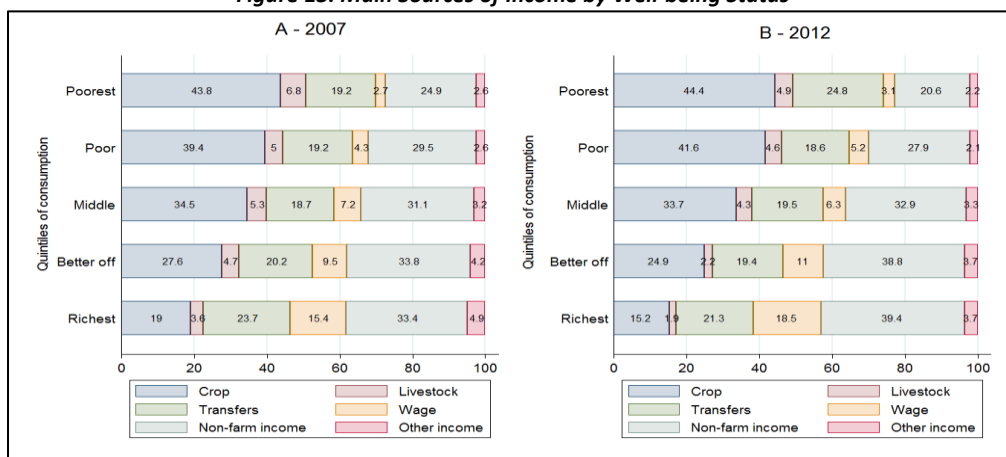 Figure 23: Main Sources of Income by Well-being Status
A - 2007
Quintiles of consumption
Poorest 43.8 6.8 19.2 2.7 24.9 2.6
Poor 39.4 5 19.2 4.3 29.5 2.6
Middle 34.5 5.3 18.7 7.2 31.1 3.2
Better off 27.6 4.7 20.2 9.5 33.8 4.2
Richest 19 3.6 23.7 15.4 33.4 4.9
0 20 40 60 80 100
Crop Livestock
Transfers Wage
Non-farm income Other income
B - 2012
Quintiles of consumption
Poorest 44.4 4.9 24.8 3.1 20.6 2.2
Poor 41.6 4.6 18.6 5.2 27.9 2.1
Middle 33.7 4.3 19.5 6.3 32.9 3.3
Better off 24.9 2.2 19.4 11 38.8 3.7
Richest 15.2 1.9 21.3 18.5 39.4 3.7
0 20 40 60 80 100
Crop Livestock
Transfers Wage
Non-farm income Other income